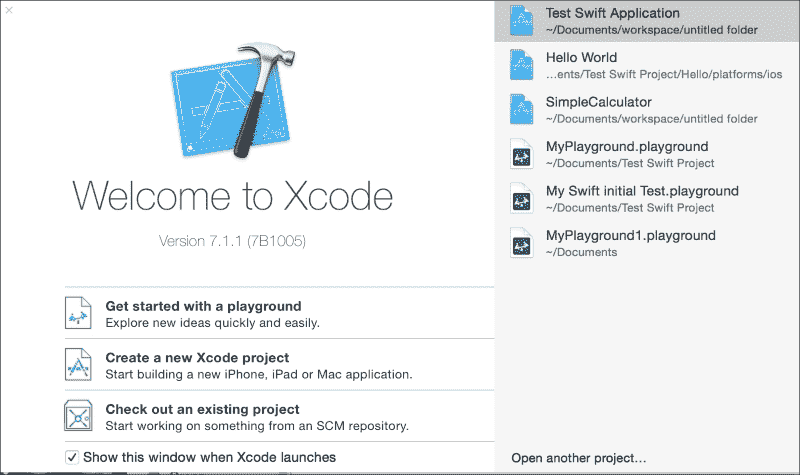 Welcome to Xcode
Version 7.1.1 (7B1005)
Get started with a playground
Explore new ideas quickly and easily.
Create a new Xcode project
Start building a new iPhone, iPad or Mac application.
Check out an existing project
Start working on something from an SCM repository.
Show this window when Xcode launches
Test Swift Application
~/Documents/workspace/untitled folder
Hello World
...ents/Test Swift Project/Hello/platforms/ios
SimpleCalculator
~/Documents/workspace/untitled folder
MyPlayground.playground
~/Documents/Test Swift Project
My Swift initial Test.playground
~/Documents/Test Swift Project
MyPlayground1.playground
~/Documents
Open another project...